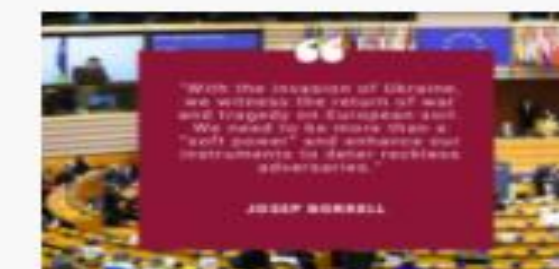 “
"With the invasion of Ukraine,
we witness the return of war
and tragedy on European soil.
We need to be more than a
"soft power" and enhance our
instruments to deter reckless
adversaries."
JOSEP BORRELL